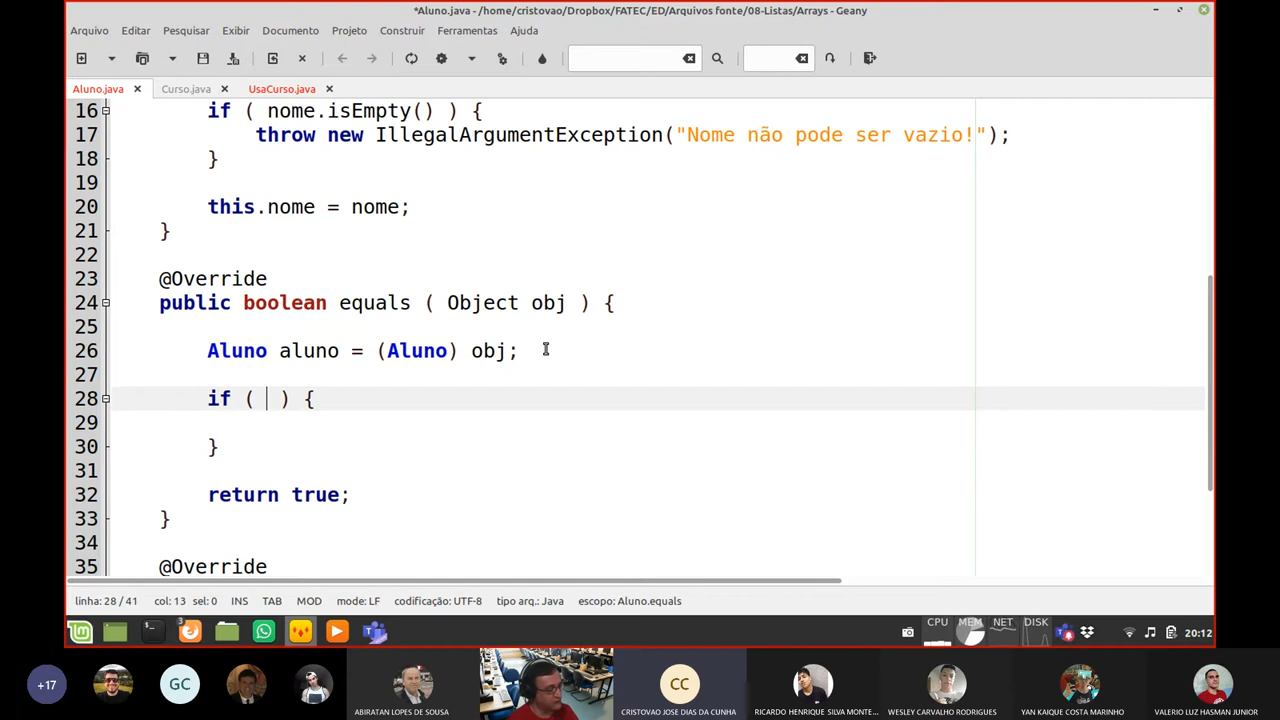 *Aluno.java - /home/cristovao/Dropbox/FATEC/ED/Arquivos fonte/08-Listas/Arrays - Geany
Arquivo Editar Pesquisar Exibir Documento Projeto Construir Ferramentas Ajuda
Aluno.java Curso.java UsaCurso.java
16 if ( nome.isEmpty() ) {
17 throw new IllegalArgumentException("Nome não pode ser vazio!");
18 }
19
20 this.nome = nome;
21 }
22
23 @Override
24 public boolean equals ( Object obj ) {
25
26 Aluno aluno = (Aluno) obj;
27
28 if ( ) {
29
30 }
31
32 return true;
33 }
34
35 @Override
linha: 28 / 41 col: 13 sel: 0 INS TAB MOD mode: LF codificação: UTF-8 tipo arq.: Java escopo: Aluno.equals
3 CPU MEM NET DISK 20:12
+17 GC CC
ABIRATAN LOPES DE SOUSA CRISTOVAO JOSE DIAS DA CUNHA RICARDO HENRIQUE SILVA MONTE... WESLEY CARVALHO RODRIGUES YAN KAIQUE COSTA MARINHO VALERIO LUZ HASMAN JUNIOR